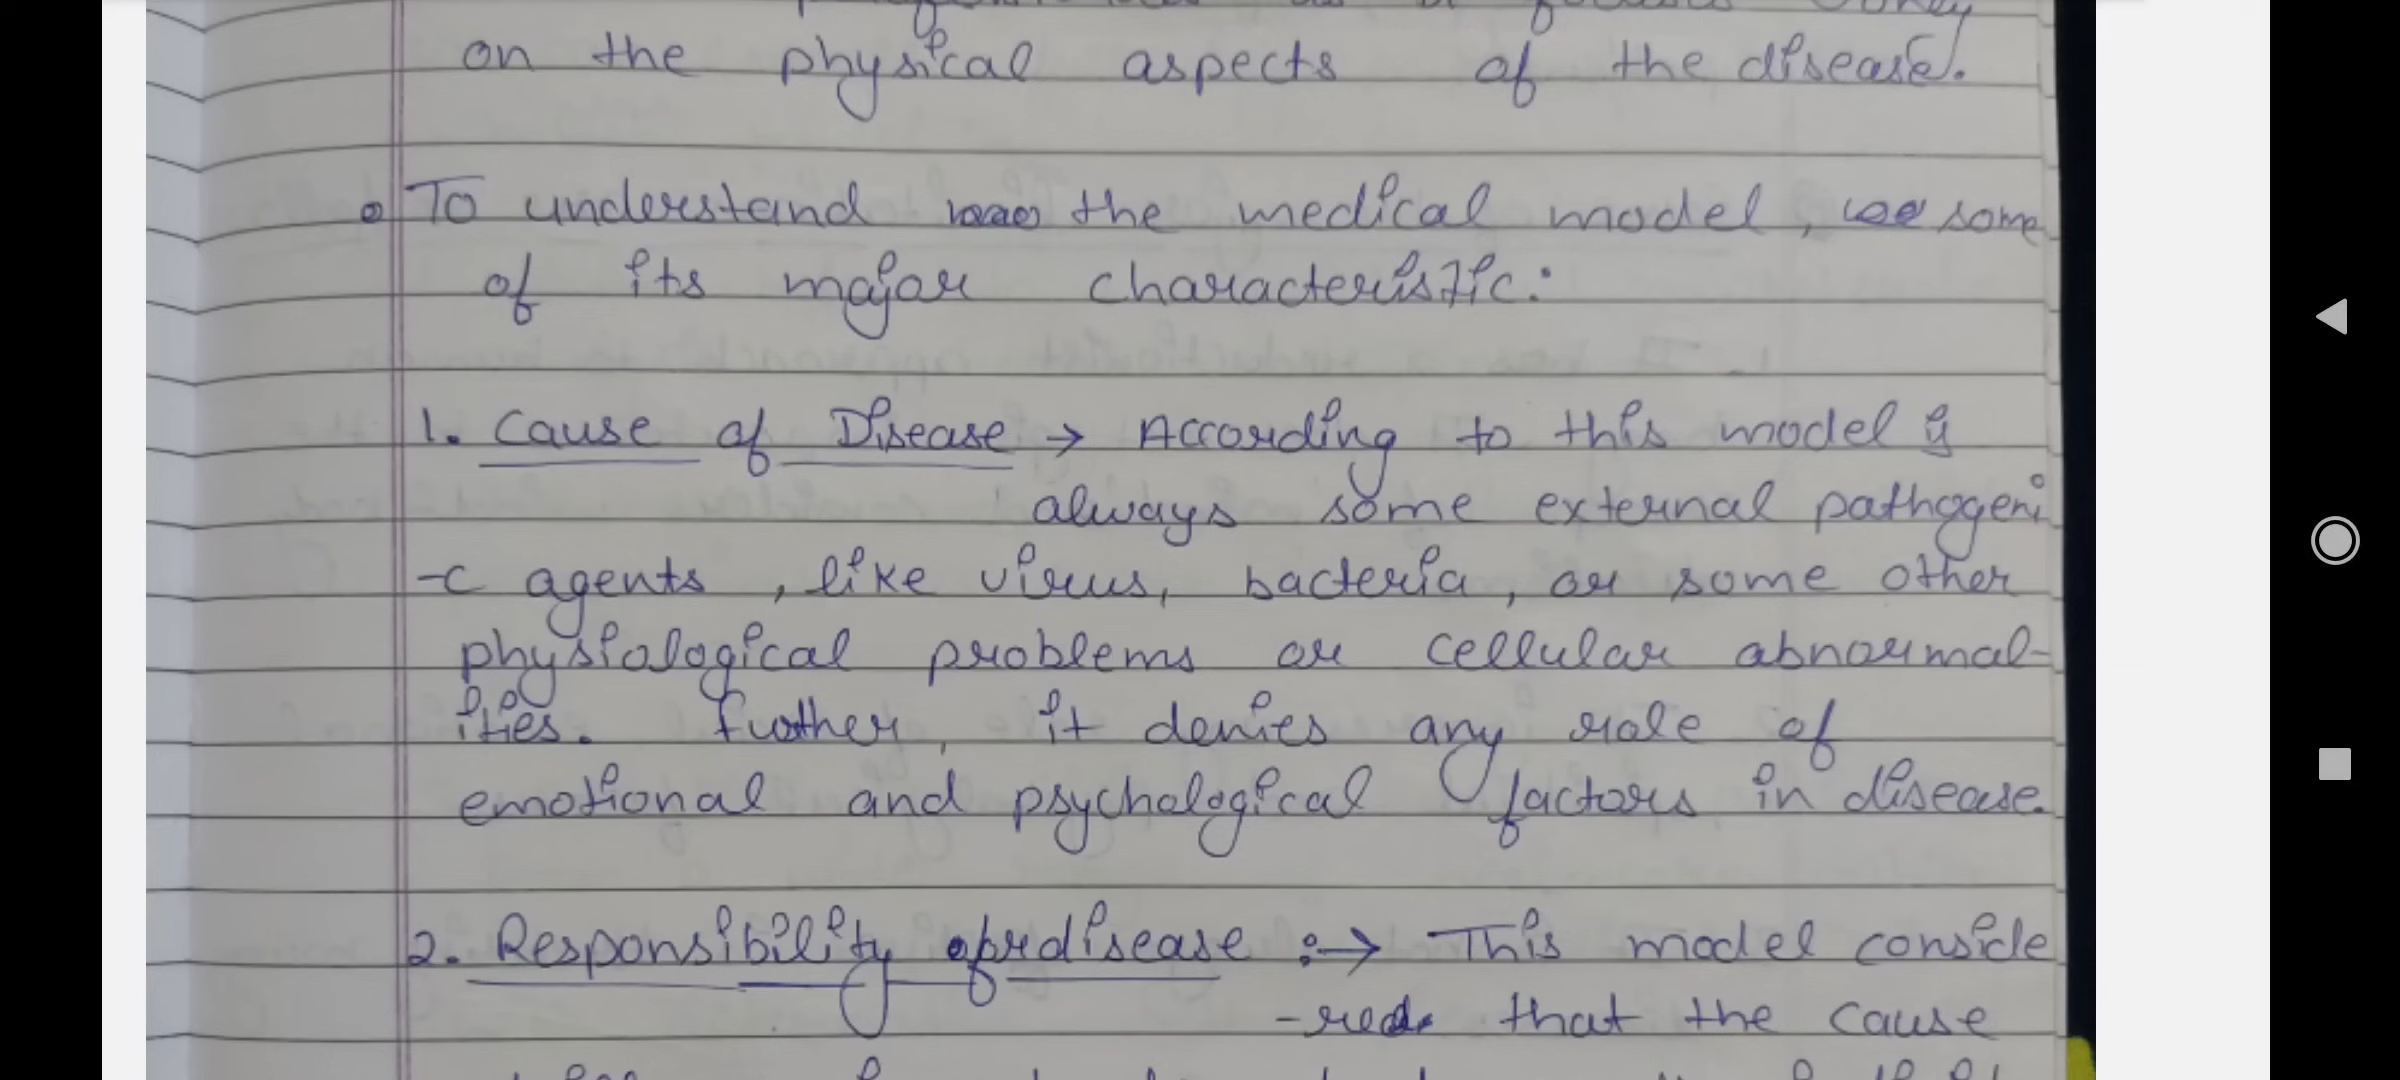 on the physical aspects of the disease.
To understand the medical model, some
of its major characteristic:
1. Cause of Disease → According to this model is
always some external pathogeni
-c agents, like virus, bacteria, or some other
physiological problems or cellular abnormal-
ities. Further, it denies any role of
emotional and psychological factors in disease.
2. Responsibility of disease :→ This model conside
-red. that the cause